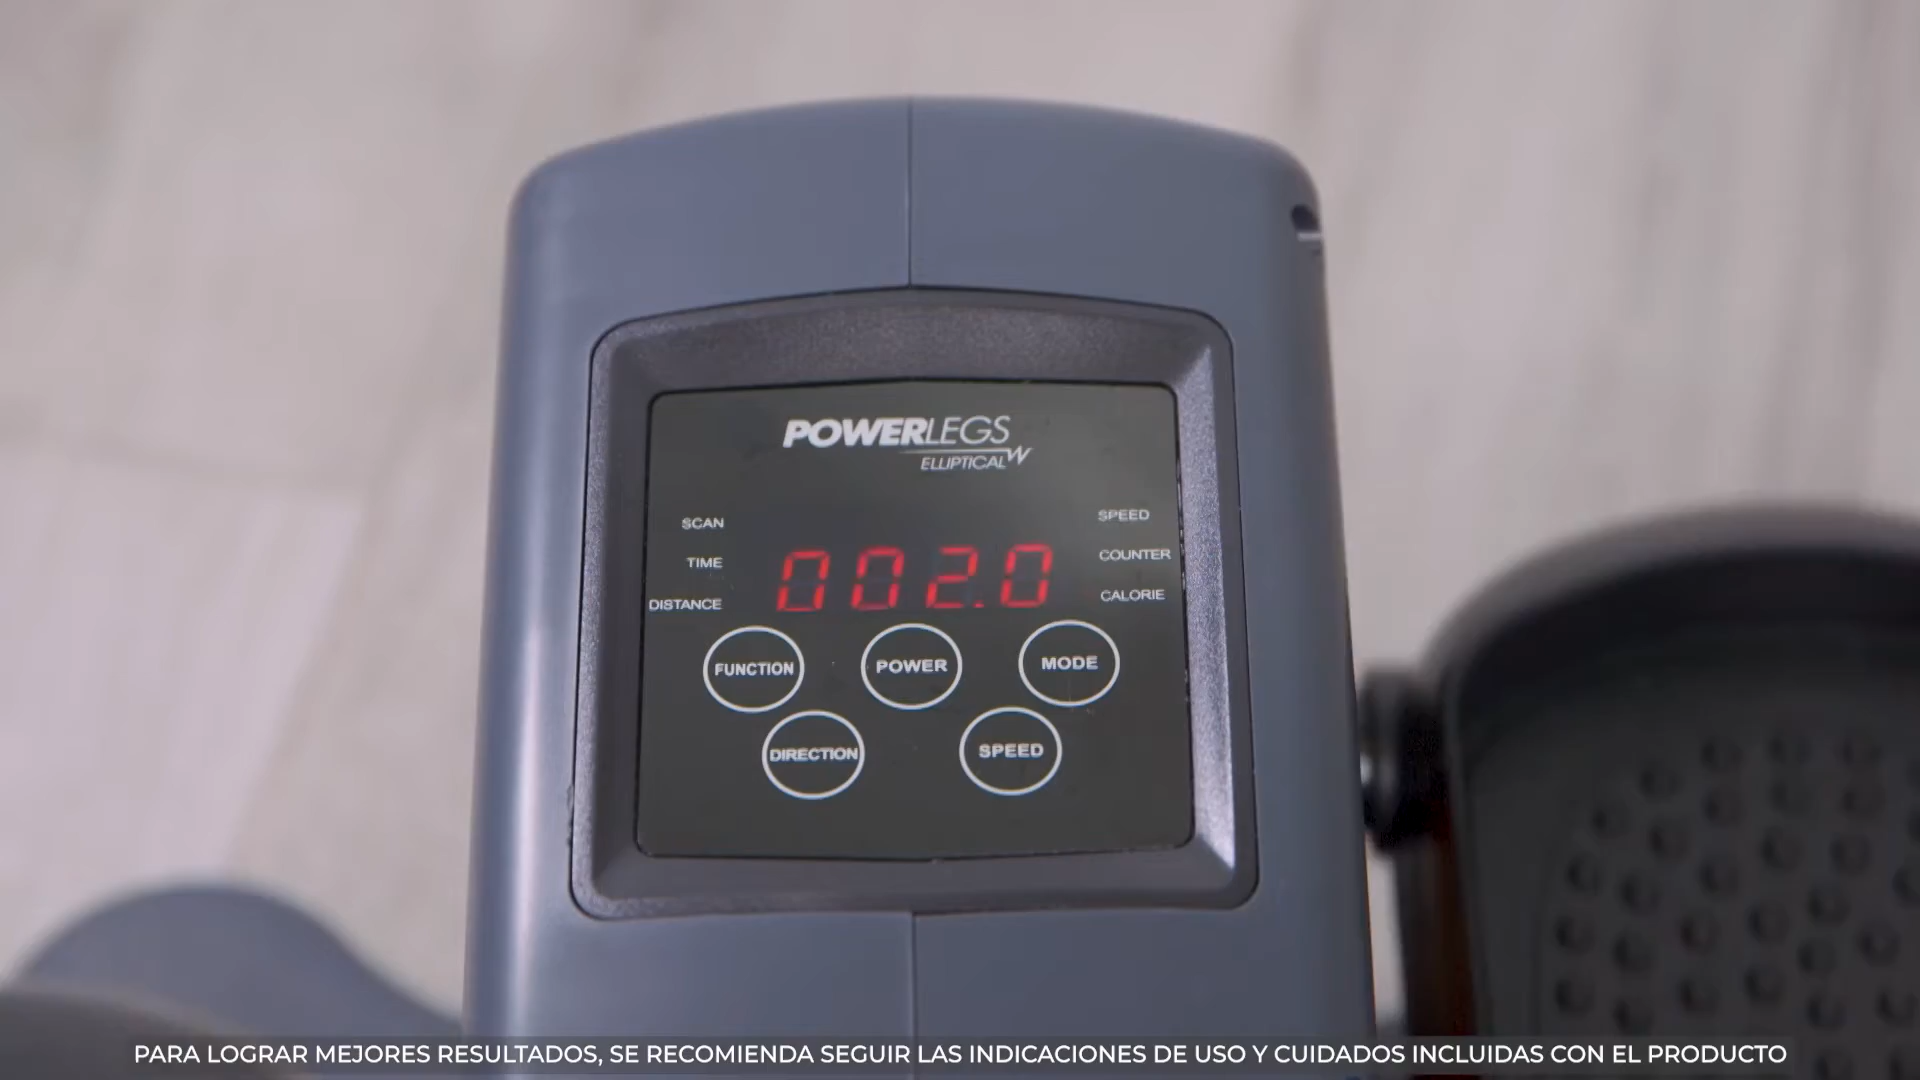 POWERLEGS
ELLIPTICAL
SCAN
SPEED
TIME
COUNTER
DISTANCE
CALORIE
002.0
FUNCTION
POWER
MODE
DIRECTION
SPEED
PARA LOGRAR MEJORES RESULTADOS, SE RECOMIENDA SEGUIR LAS INDICACIONES DE USO Y CUIDADOS INCLUIDAS CON EL PRODUCTO